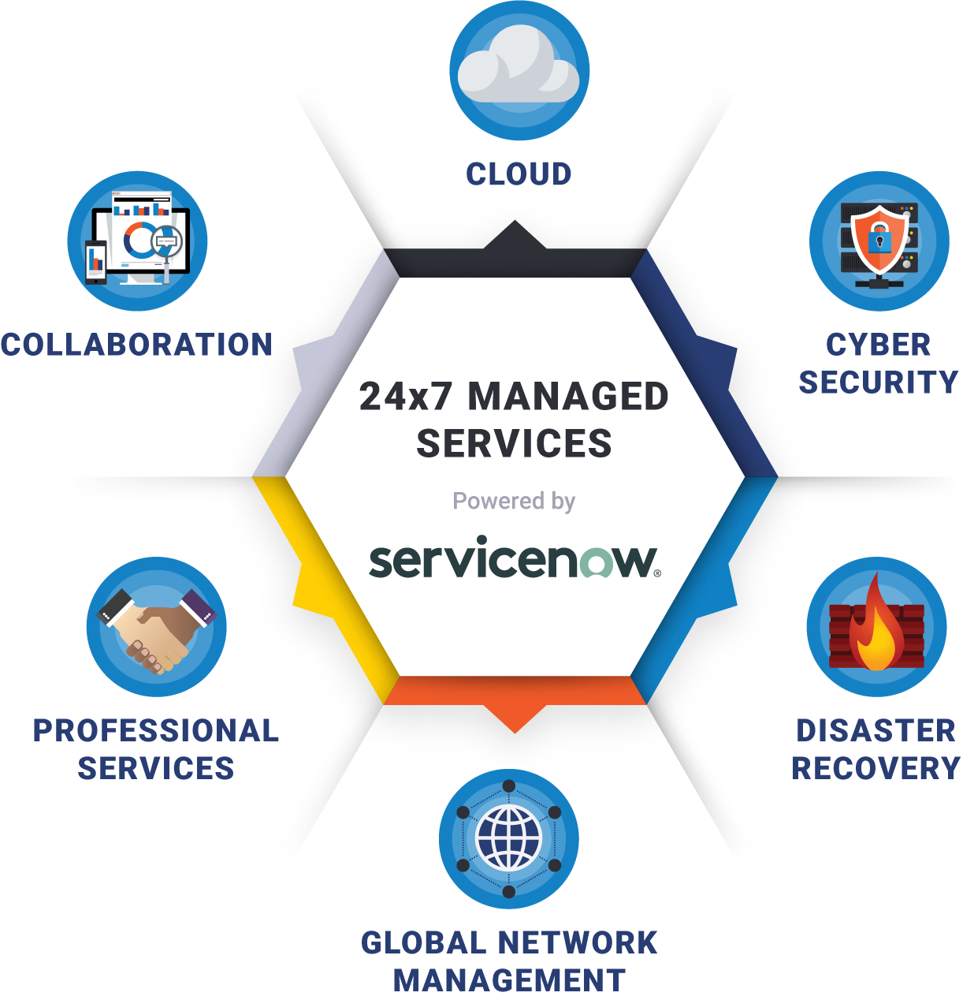 CLOUD
COLLABORATION
CYBER
SECURITY
24x7 MANAGED
SERVICES
Powered by
servicenow®
PROFESSIONAL
SERVICES
DISASTER
RECOVERY
GLOBAL NETWORK
MANAGEMENT